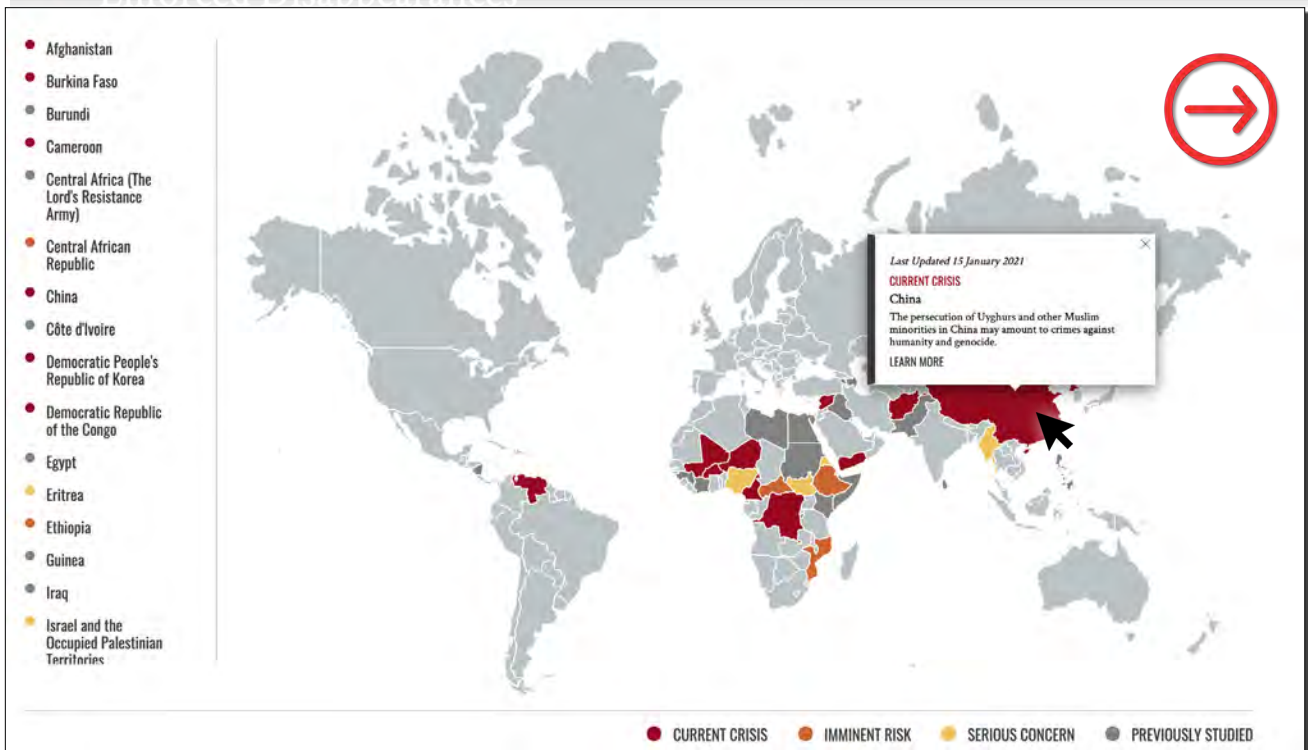 Afghanistan
Burkina Faso
Burundi
Cameroon
Central Africa (The
Lord's Resistance
Army)
Central African
Republic
China
Côte d'Ivoire
Democratic People's
Republic of Korea
Democratic Republic
of the Congo
Egypt
Eritrea
Ethiopia
Guinea
Iraq
Israel and the
Occupied Palestinian
Territories
Last Updated 15 January 2021
CURRENT CRISIS
China
The persecution of Uyghurs and other Muslim
minorities in China may amount to crimes against
humanity and genocide.
LEARN MORE
CURRENT CRISIS
IMMINENT RISK
SERIOUS CONCERN
PREVIOUSLY STUDIED